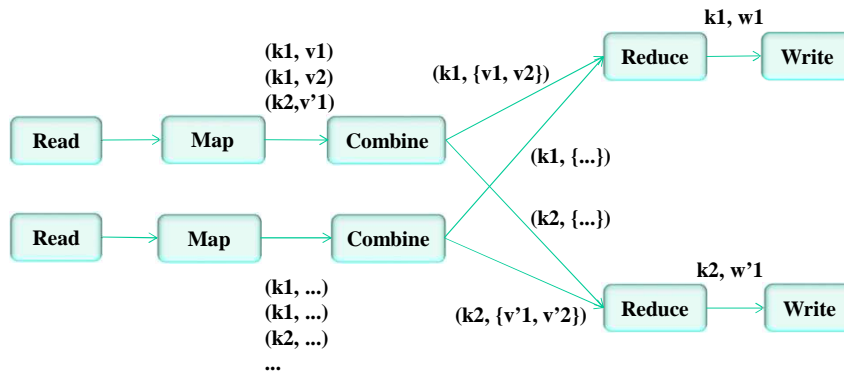 k1, w1
Reduce
Write
(k1, v1)
(k1, v2)
(k2,v'1)
(k1, {v1, v2})
Read
Map
Combine
(k1, {...})
(k2, {...})
Read
Map
Combine
k2, w'1
(k1, ...)
(k1, ...)
(k2, ...)
...
(k2, {v'1, v'2})
Reduce
Write